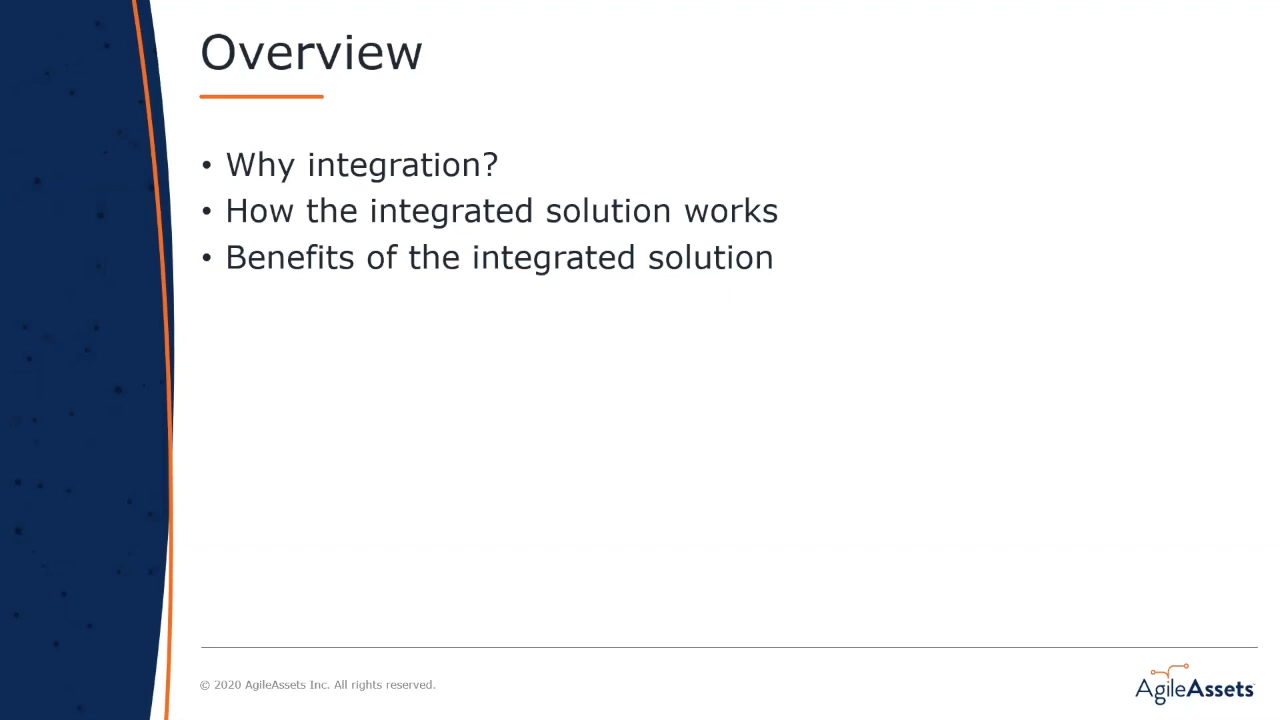 Overview
• Why integration?
• How the integrated solution works
• Benefits of the integrated solution
© 2020 AgileAssets Inc. All rights reserved.
AgileAssets